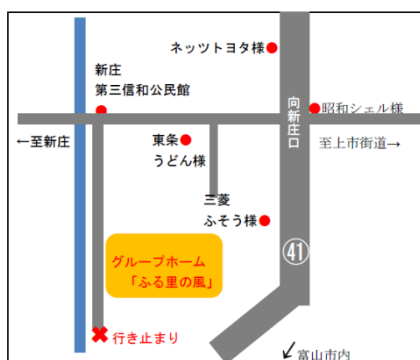 ネッツトヨタ様
新庄
第三信和公民館
向新庄口
昭和シェル様
←至新庄
東条
うどん様
至上市街道→
三菱
ふそう様
㊶
グループホーム
「ふる里の風」
行き止まり
富山市内